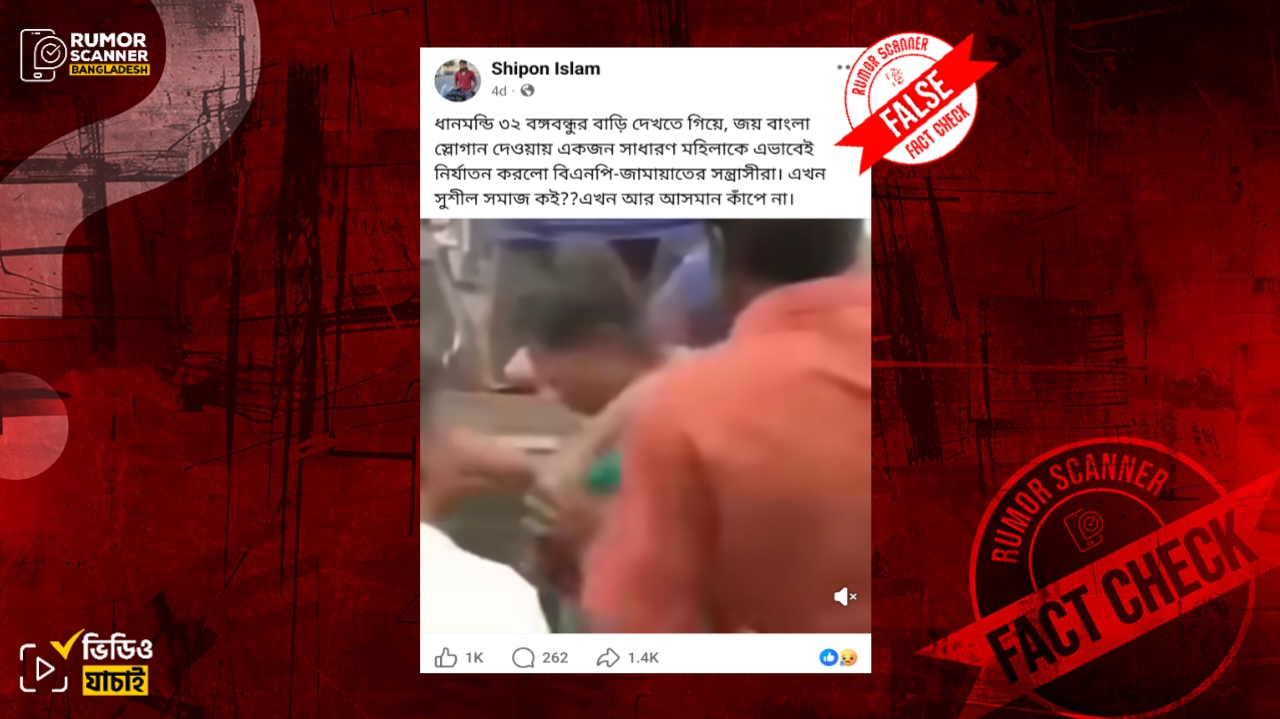 RUMOR
SCANNER
BANGLADESH
Shipon Islam
4d
ধানমন্ডি ৩২ বঙ্গবন্ধুর বাড়ি দেখতে গিয়ে, জয় বাংলা
স্লোগান দেওয়ায় একজন সাধারণ মহিলাকে এভাবেই
নির্যাতন করলো বিএনপি-জামায়াতের সন্ত্রাসীরা। এখন
সুশীল সমাজ কই??এখন আর আসমান কাঁপে না।
RUMOR SCANNER
FALSE
FACT CHECK
1K
262
1.4K
ভিডিও
যাচাই
RUMOR SCANNER
FACT CHECK